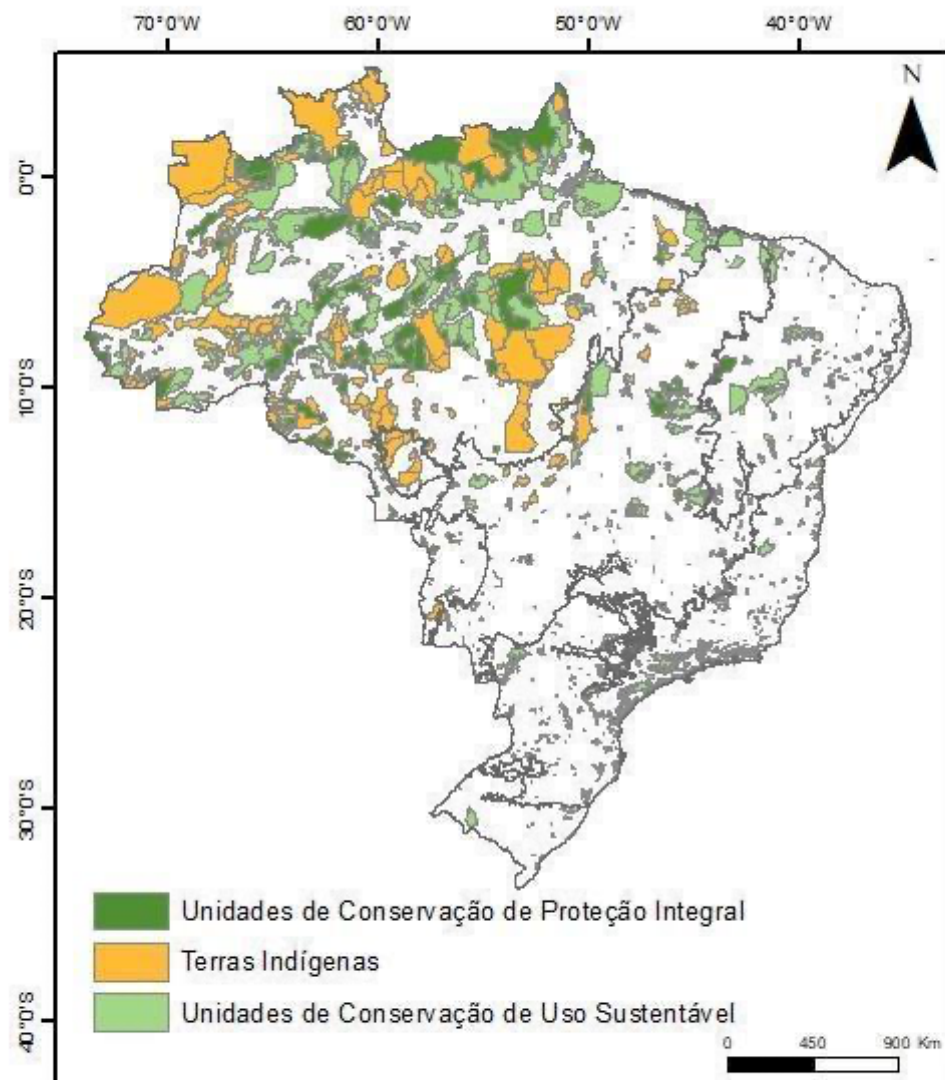 70°0'W 60°0'W 50°0'W 40°0'W
N
0°0'
10°0'S
20°0'S
30°0'S
40°0'S
Unidades de Conservação de Proteção Integral
Terras Indígenas
Unidades de Conservação de Uso Sustentável
0 450 900 Km